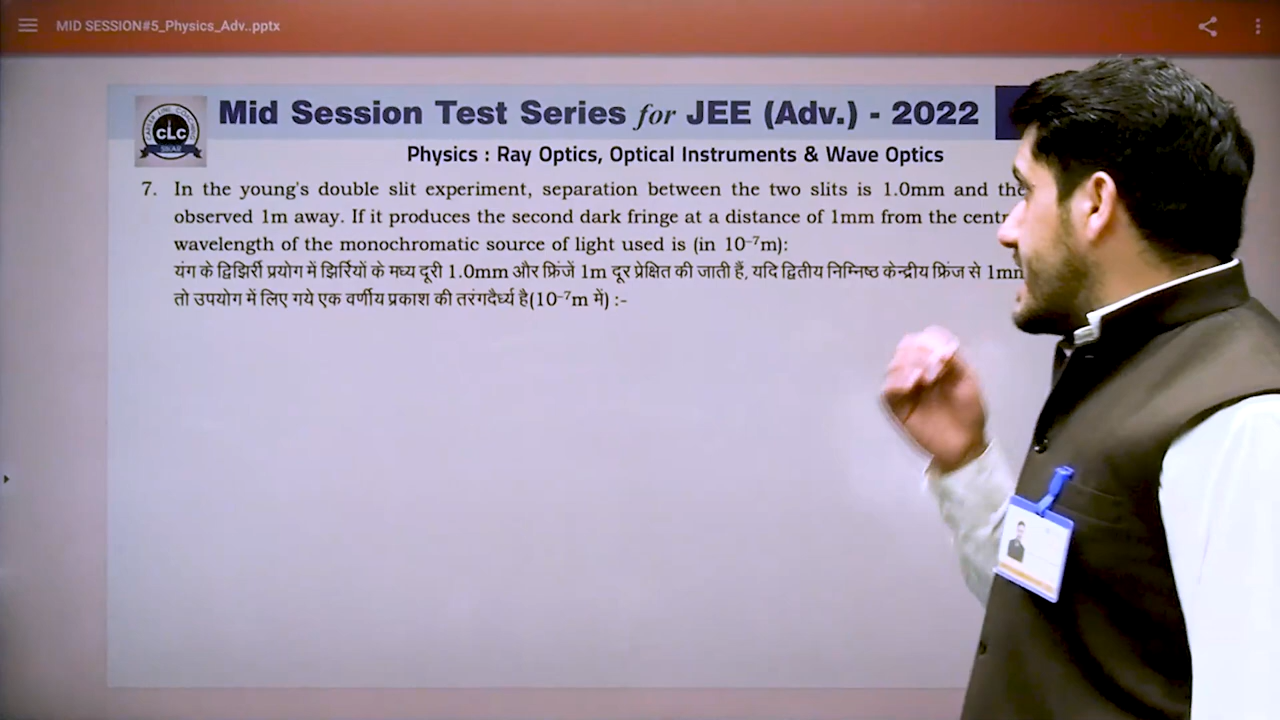 MID SESSION#5_Physics_Adv..pptx
CLC
Mid Session Test Series for JEE (Adv.) - 2022
Physics : Ray Optics, Optical Instruments & Wave Optics
7. In the young's double slit experiment, separation between the two slits is 1.0mm and the
observed 1m away. If it produces the second dark fringe at a distance of 1mm from the
wavelength of the monochromatic source of light used is (in 10⁻⁷m):
यंग के द्विझिर्री प्रयोग में झिर्रियों के मध्य दूरी 1.0mm और फ्रिंजें 1m दूर प्रेक्षित की जाती हैं, यदि द्वितीय निम्निष्ठ केन्द्रीय फ्रिंज से
तो उपयोग में लिए गये एक वर्णीय प्रकाश की तरंगदैर्ध्य है(10⁻⁷m में) :-